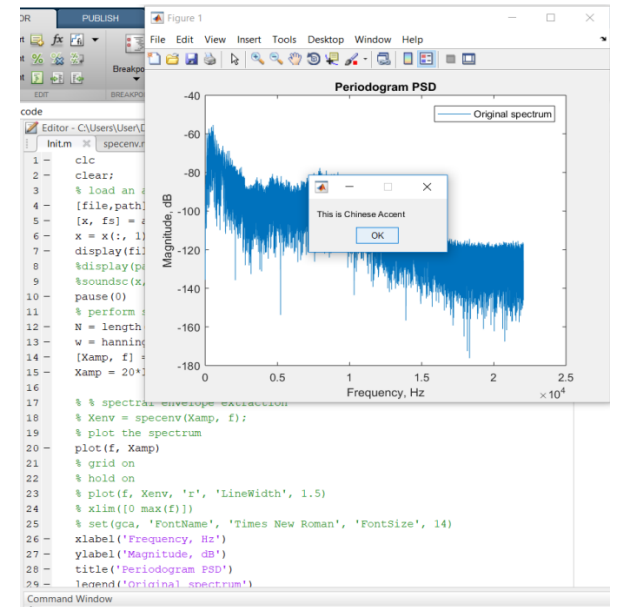 OR PUBLISH
Figure 1
File Edit View Insert Tools Desktop Window Help
fx
Breakpo
EDIT
BREAKPO
code
Editor - C:\Users\User\D
Init.m specenv.
Periodogram PSD
Original spectrum
-40
-60
-80
-100
-120
-140
-160
-180
Magnitude, dB
0 0.5 1 1.5 2 2.5
Frequency, Hz
×10⁴
This is Chinese Accent
OK
1 - clc
2 - clear;
3 % load an a
4 - [file,path]
5 - [x, fs] = a
6 - x = x(:, 1)
7 - display(fil
8 %display(pa
9 %soundsc(x,
10 - pause(0)
11 % perform s
12 - N = length
13 - w = hanning
14 - [Xamp, f] =
15 - Xamp = 20*l
16
17 % % spectral envelope extraction
18 % Xenv = specenv(Xamp, f);
19 % plot the spectrum
20 - plot(f, Xamp)
21 % grid on
22 % hold on
23 % plot(f, Xenv, 'r', 'LineWidth', 1.5)
24 % xlim([0 max(f)])
25 % set(gca, 'FontName', 'Times New Roman', 'FontSize', 14)
26 - xlabel('Frequency, Hz')
27 - ylabel('Magnitude, dB')
28 - title('Periodogram PSD')
29 - legend('Original spectrum')
Command Window